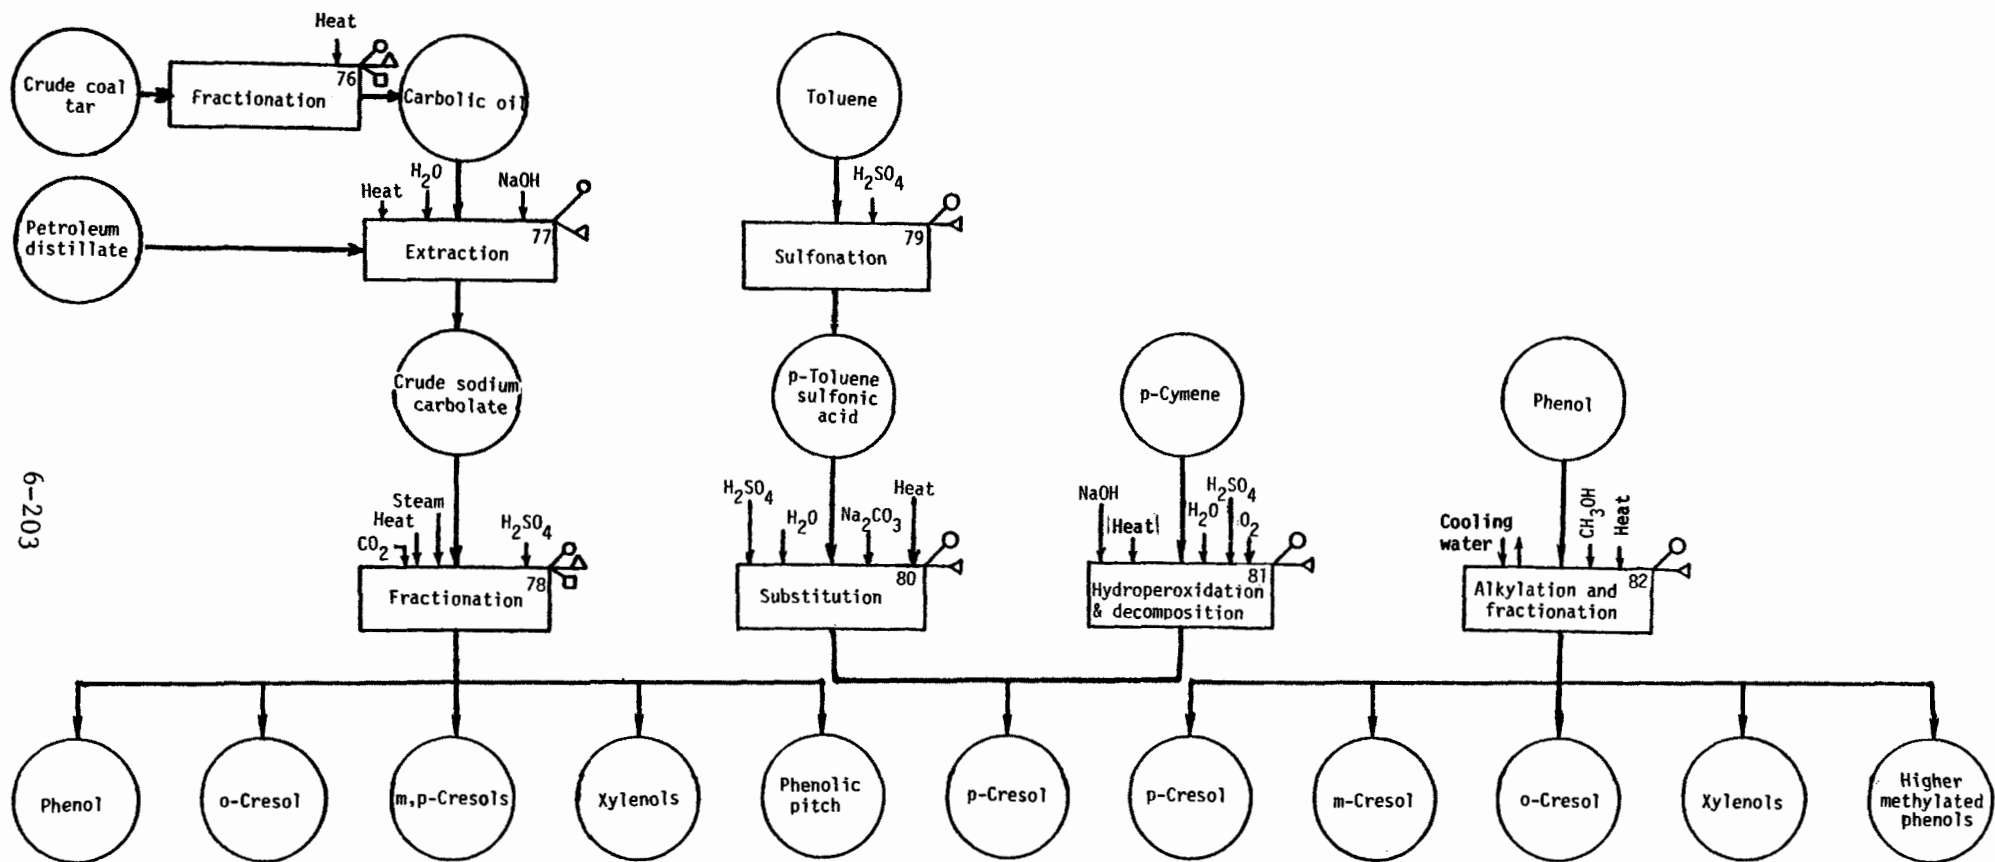 Heat
Crude coal
tar
76
Fractionation
Carbolic oil
Toluene
Petroleum
distillate
Heat
H2O
NaOH
77
Extraction
H2SO4
79
Sulfonation
Crude sodium
carbolate
p-Toluene
sulfonic
acid
p-Cymene
Phenol
6-203
CO2
Heat
Steam
H2SO4
78
Fractionation
H2SO4
H2O
Na2CO3
Heat
80
Substitution
NaOH
Heat
H2O
H2SO4
O2
81
Hydroperoxidation
& decomposition
Cooling
water
CH3OH
Heat
82
Alkylation and
fractionation
Phenol
o-Cresol
m,p-Cresols
Xylenols
Phenolic
pitch
p-Cresol
p-Cresol
m-Cresol
o-Cresol
Xylenols
Higher
methylated
phenols